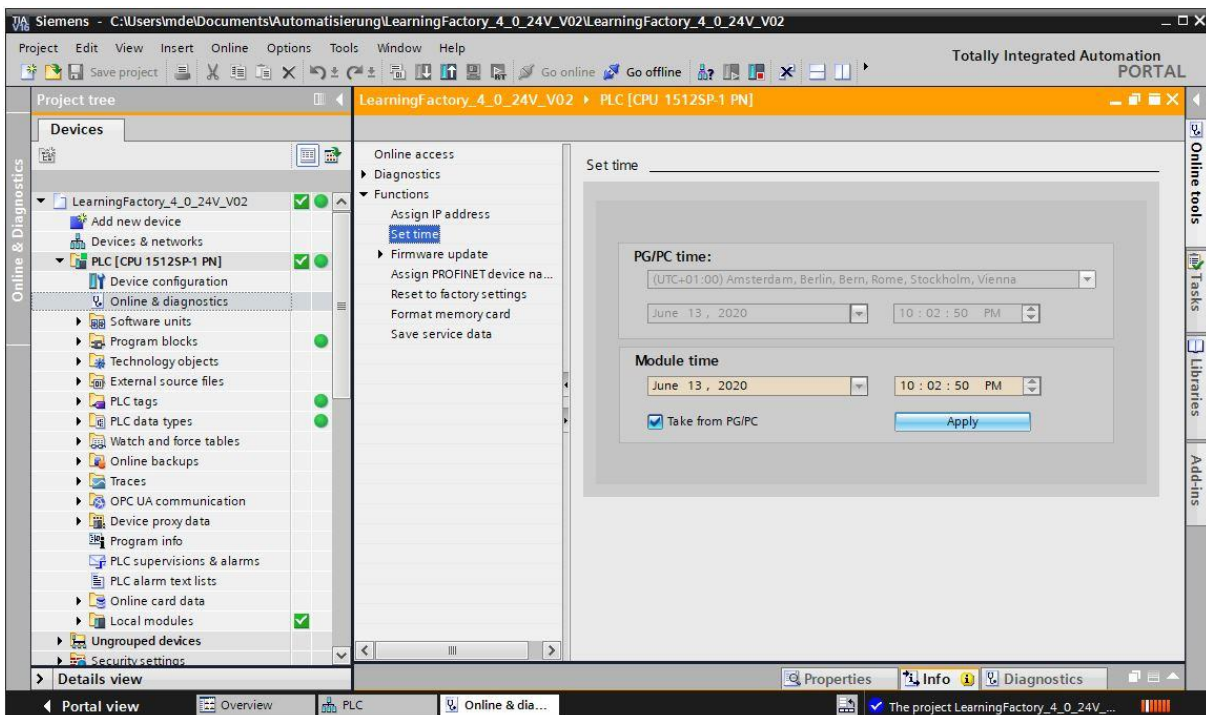 Siemens - C:\Users\mde\Documents\Automatisierung\LearningFactory_4_0_24V_V02\LearningFactory_4_0_24V_V02
Project Edit View Insert Online Options Tools Window Help
Totally Integrated Automation
PORTAL
Save project
Go online
Go offline
Project tree
LearningFactory_4_0_24V_V02 PLC [CPU 1512SP-1 PN]
Devices
Online & Diagnostics
LearningFactory_4_0_24V_V02
Add new device
Devices & networks
PLC [CPU 1512SP-1 PN]
Device configuration
Online & diagnostics
Software units
Program blocks
Technology objects
External source files
PLC tags
PLC data types
Watch and force tables
Online backups
Traces
OPC UA communication
Device proxy data
Program info
PLC supervisions & alarms
PLC alarm text lists
Online card data
Local modules
Ungrouped devices
Security settings
Details view
Online access
Diagnostics
Functions
Assign IP address
Set time
Firmware update
Assign PROFINET device na...
Reset to factory settings
Format memory card
Save service data
Set time
PG/PC time:
(UTC+01:00) Amsterdam, Berlin, Bern, Rome, Stockholm, Vienna
June 13 , 2020 10 : 02 : 50 PM
Module time
June 13 , 2020 10 : 02 : 50 PM
Take from PG/PC
Apply
Online tools
Tasks
Libraries
Add-ins
Properties
Info
Diagnostics
Portal view
Overview
PLC
Online & dia...
The project LearningFactory_4_0_24V_...